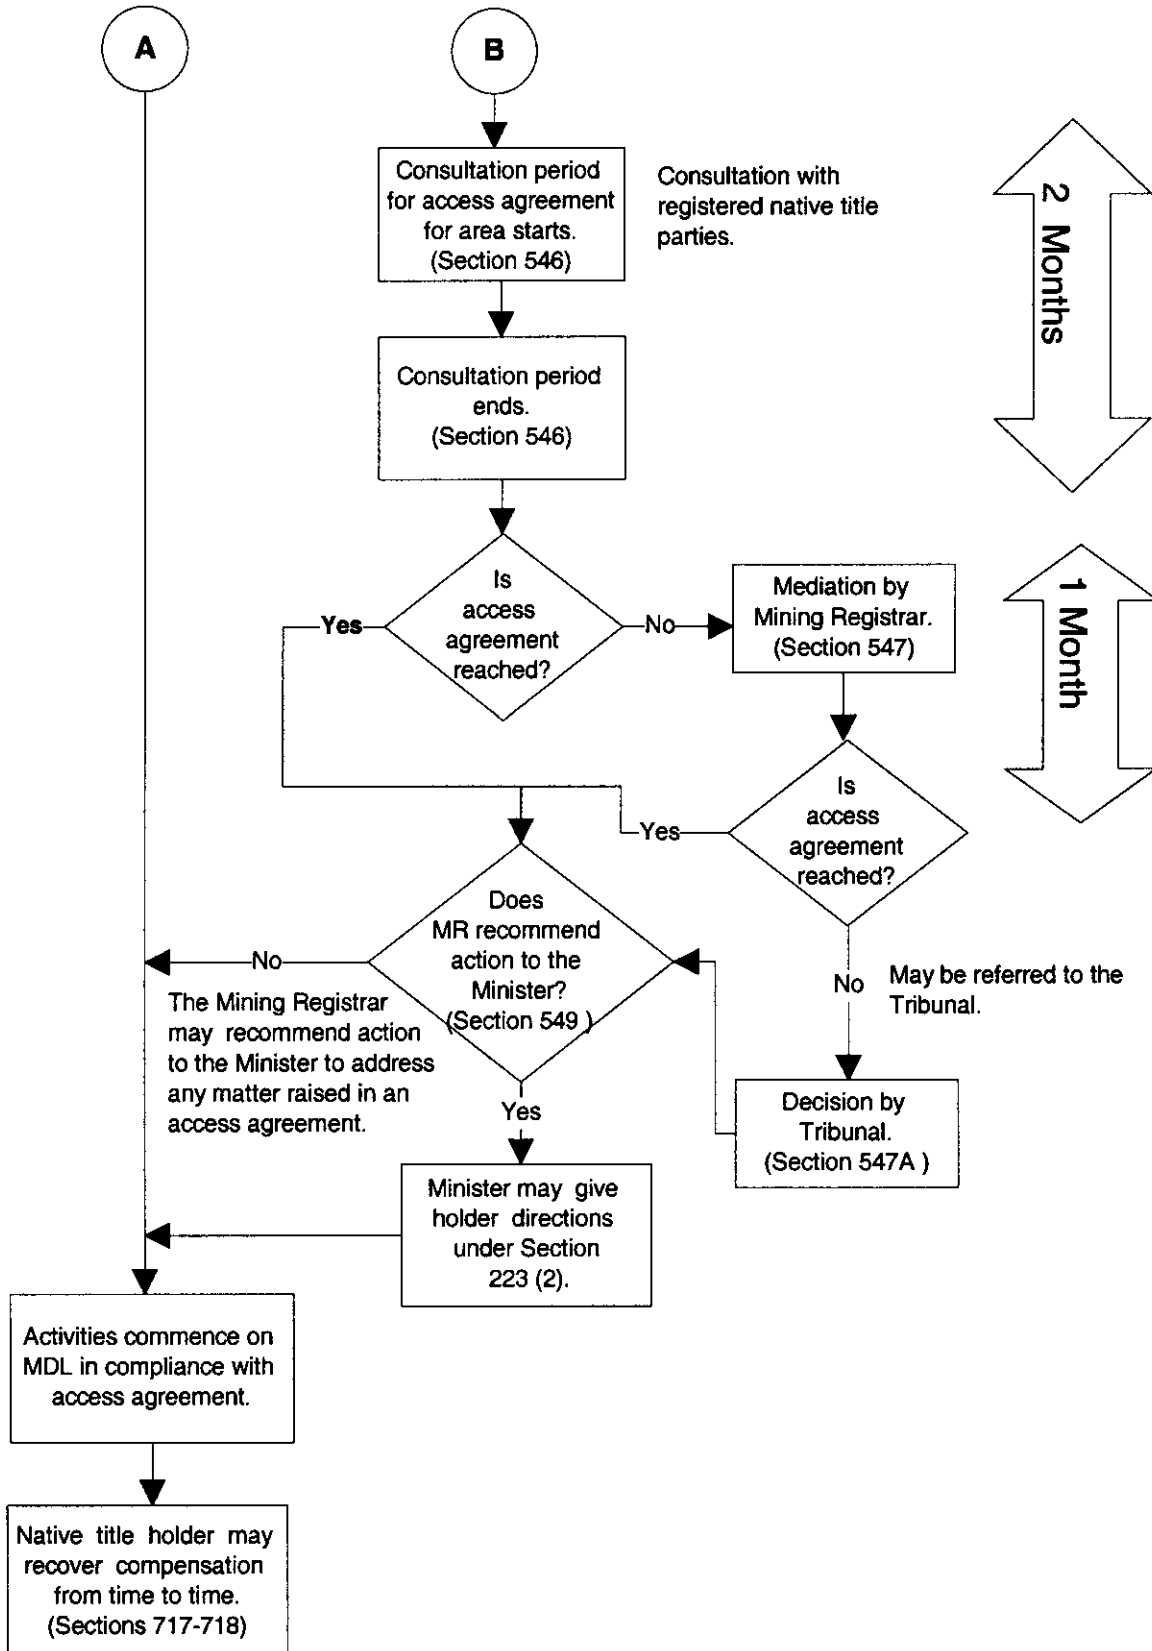 A
B
Consultation period
for access agreement
for area starts.
(Section 546)
Consultation with
registered native title
parties.
2 Months
Consultation period
ends.
(Section 546)
Is
access
agreement
reached?
Yes
No
Mediation by
Mining Registrar.
(Section 547)
1 Month
Is
access
agreement
reached?
Yes
No
May be referred to the
Tribunal.
Does
MR recommend
action to the
Minister?
(Section 549 )
No
The Mining Registrar
may recommend action
to the Minister to address
any matter raised in an
access agreement.
Yes
Decision by
Tribunal.
(Section 547A )
Minister may give
holder directions
under Section
223 (2).
Activities commence on
MDL in compliance with
access agreement.
Native title holder may
recover compensation
from time to time.
(Sections 717-718)